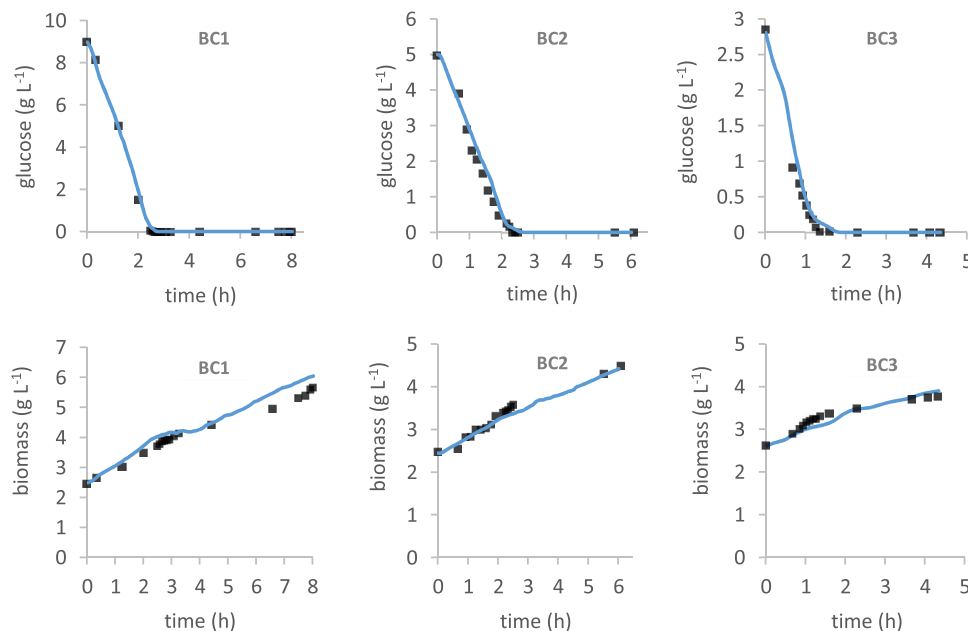 BC1
glucose (g L⁻¹)
10
8
6
4
2
0
0 2 4 6 8
time (h)
BC2
glucose (g L⁻¹)
6
5
4
3
2
1
0
0 1 2 3 4 5 6
time (h)
BC3
glucose (g L⁻¹)
3
2.5
2
1.5
1
0.5
0
0 1 2 3 4 5
time (h)
BC1
biomass (g L⁻¹)
7
6
5
4
3
2
1
0
0 1 2 3 4 5 6 7 8
time (h)
BC2
biomass (g L⁻¹)
5
4
3
2
1
0
0 1 2 3 4 5 6
time (h)
BC3
biomass (g L⁻¹)
5
4
3
2
1
0
0 1 2 3 4 5
time (h)